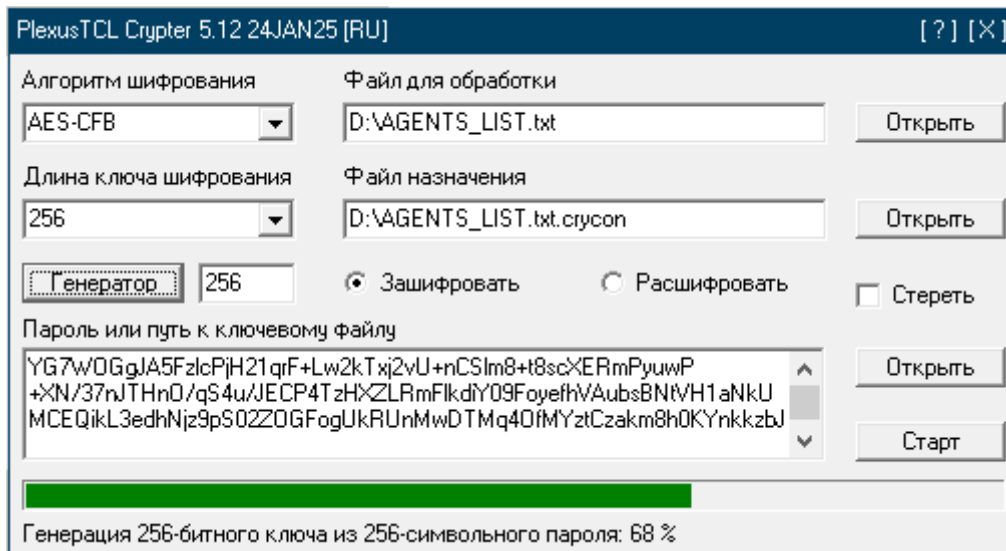 PlexusTCL Crypter 5.12 24JAN25 [RU] [ ? ] [X]
Алгоритм шифрования Файл для обработки
AES-CFB D:\AGENTS_LIST.txt Открыть
Длина ключа шифрования Файл назначения
256 D:\AGENTS_LIST.txt.crycon Открыть
Генератор 256 Зашифровать Расшифровать Стереть
Пароль или путь к ключевому файлу
YG7WOGgJA5FzlcPjH21qrF+Lw2kTxj2vU+nCSlm8+t8scXERmPyuwP
+XN/37nJTHnO/qS4u/JECP4TzHXZLRmFlkdiY09FoyefhVAubsBNtVH1aNkU
MCEQikL3edhNjz9pS02ZOGFogUkRUnMwDTMq4OfMYztCzakm8h0KYnkkzbJ
Открыть
Старт
Генерация 256-битного ключа из 256-символьного пароля: 68 %